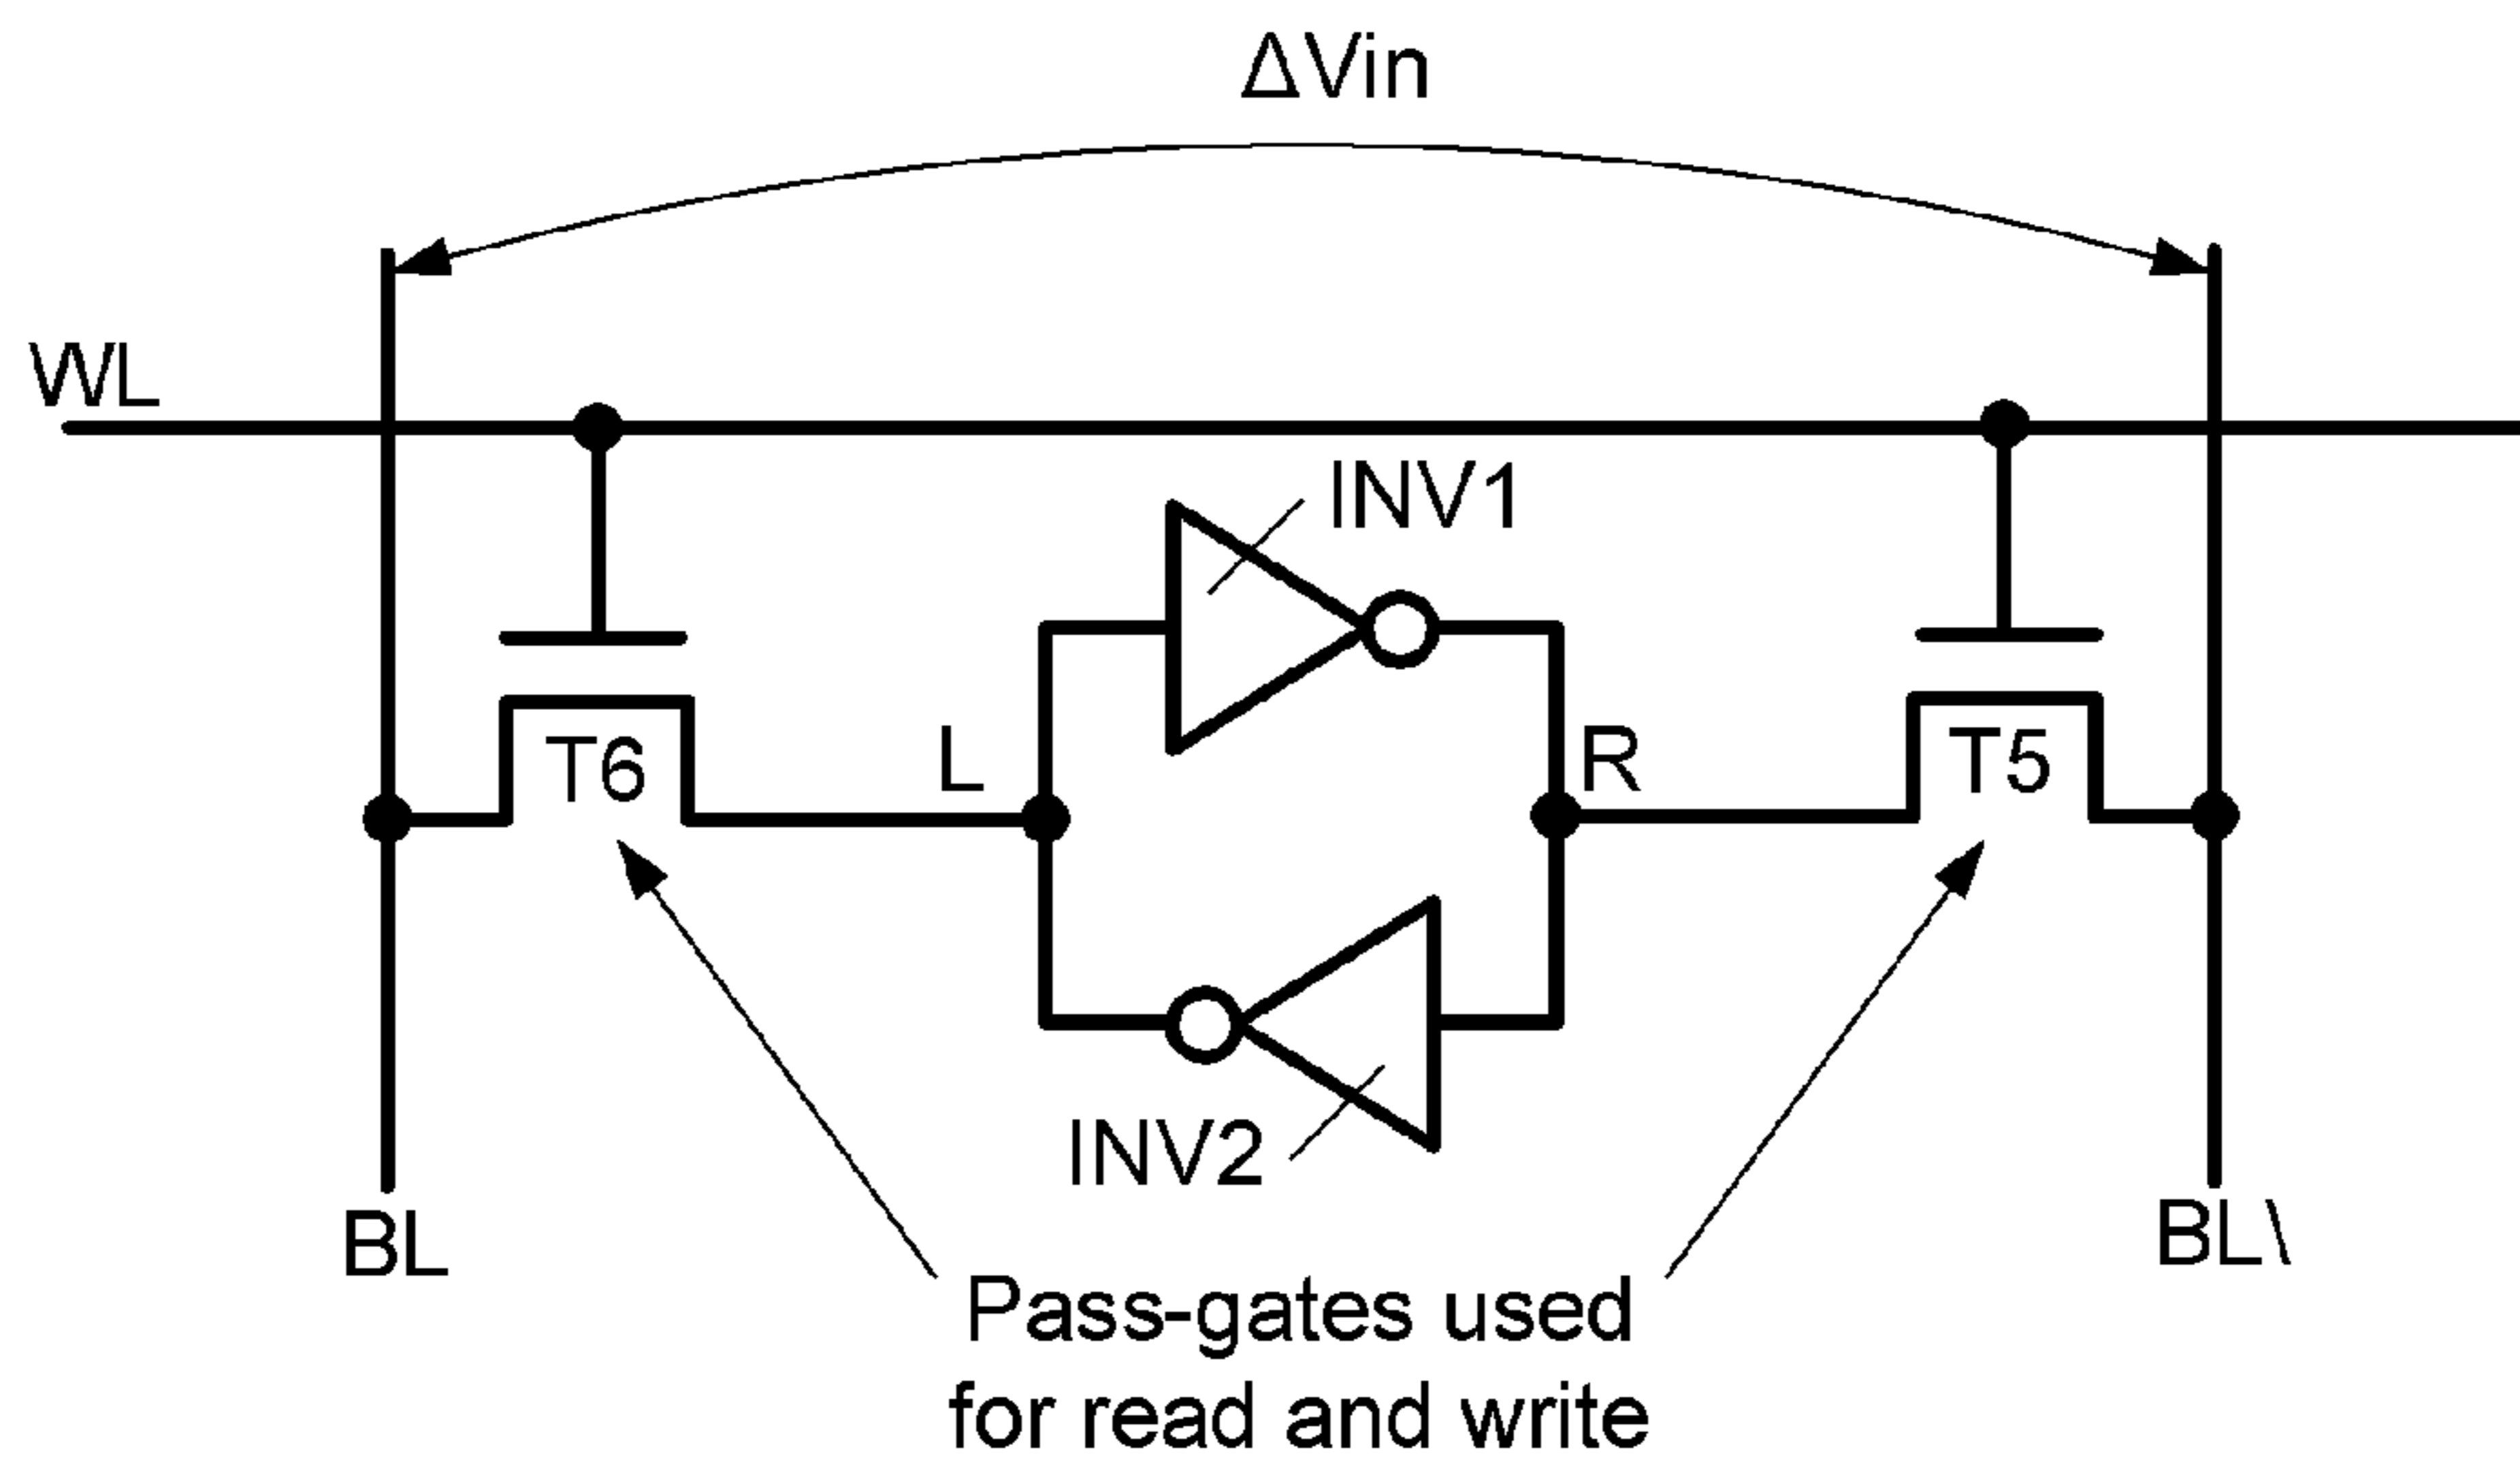 ΔVin
WL
INV1
T6
L
R
T5
INV2
BL
BL\
Pass-gates used
for read and write